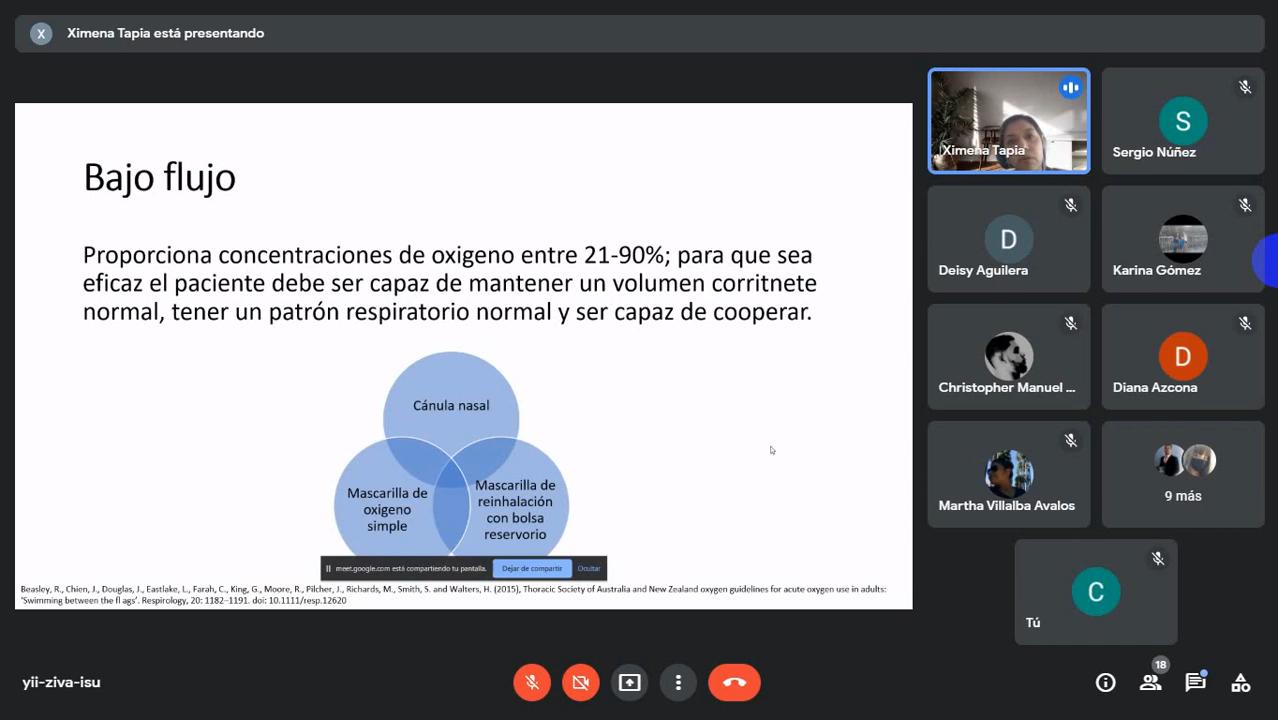 X
Ximena Tapia está presentando
Bajo flujo
Proporciona concentraciones de oxigeno entre 21-90%; para que sea
eficaz el paciente debe ser capaz de mantener un volumen corritnete
normal, tener un patrón respiratorio normal y ser capaz de cooperar.
Cánula nasal
Mascarilla de
oxigeno
simple
Mascarilla de
reinhalación
con bolsa
reservorio
meet.google.com está compartiendo tu pantalla.
Dejar de compartir
Ocultar
Beasley, R., Chien, J., Douglas, J., Eastlake, L., Farah, C., King, G., Moore, R., Pilcher, J., Richards, M., Smith, S. and Walters, H. (2015), Thoracic Society of Australia and New Zealand oxygen guidelines for acute oxygen use in adults:
‘Swimming between the fl ags’. Respirology, 20: 1182–1191. doi: 10.1111/resp.12620
Ximena Tapia
S
Sergio Núñez
D
Deisy Aguilera
Karina Gómez
Christopher Manuel ...
D
Diana Azcona
Martha Villalba Avalos
9 más
C
Tú
yii-ziva-isu
18